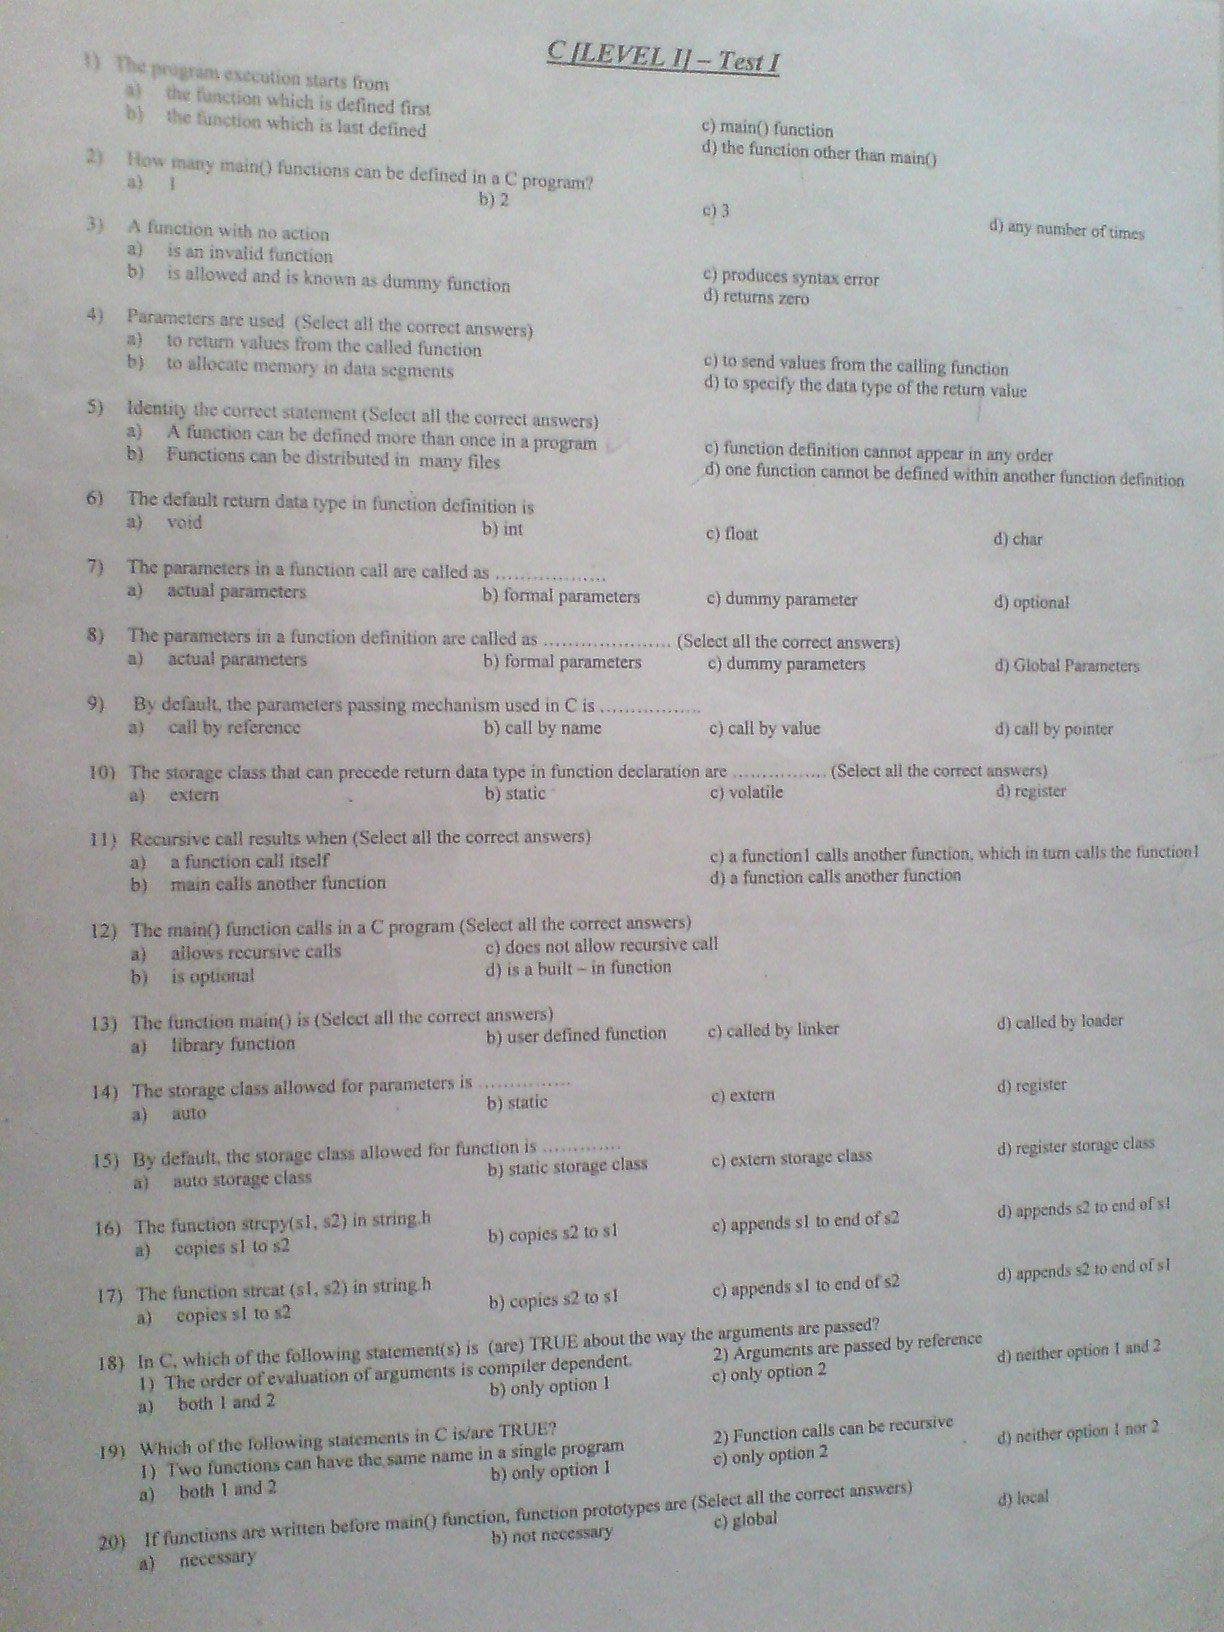 C [LEVEL I] – Test I
1) The program execution starts from
a) the function which is defined first
b) the function which is last defined
c) main() function
d) the function other than main()
2) How many main() functions can be defined in a C program?
a) 1 b) 2 c) 3 d) any number of times
3) A function with no action
a) is an invalid function
b) is allowed and is known as dummy function
c) produces syntax error
d) returns zero
4) Parameters are used (Select all the correct answers)
a) to return values from the called function
b) to allocate memory in data segments
c) to send values from the calling function
d) to specify the data type of the return value
5) Identity the correct statement (Select all the correct answers)
a) A function can be defined more than once in a program
b) Functions can be distributed in many files
c) function definition cannot appear in any order
d) one function cannot be defined within another function definition
6) The default return data type in function definition is
a) void b) int c) float d) char
7) The parameters in a function call are called as ..................
a) actual parameters b) formal parameters c) dummy parameter d) optional
8) The parameters in a function definition are called as ..................... (Select all the correct answers)
a) actual parameters b) formal parameters c) dummy parameters d) Global Parameters
9) By default, the parameters passing mechanism used in C is .................
a) call by reference b) call by name c) call by value d) call by pointer
10) The storage class that can precede return data type in function declaration are ................ (Select all the correct answers)
a) extern b) static c) volatile d) register
11) Recursive call results when (Select all the correct answers)
a) a function call itself
b) main calls another function
c) a function1 calls another function, which in turn calls the function1
d) a function calls another function
12) The main() function calls in a C program (Select all the correct answers)
a) allows recursive calls c) does not allow recursive call
b) is optional d) is a built – in function
13) The function main() is (Select all the correct answers)
a) library function b) user defined function c) called by linker d) called by loader
14) The storage class allowed for parameters is ...............
a) auto b) static c) extern d) register
15) By default, the storage class allowed for function is .............
a) auto storage class b) static storage class c) extern storage class d) register storage class
16) The function strcpy(s1, s2) in string.h
a) copies s1 to s2 b) copies s2 to s1 c) appends s1 to end of s2 d) appends s2 to end of s1
17) The function strcat (s1, s2) in string.h
a) copies s1 to s2 b) copies s2 to s1 c) appends s1 to end of s2 d) appends s2 to end of s1
18) In C, which of the following statement(s) is (are) TRUE about the way the arguments are passed?
1) The order of evaluation of arguments is compiler dependent. 2) Arguments are passed by reference
a) both 1 and 2 b) only option 1 c) only option 2 d) neither option 1 and 2
19) Which of the following statements in C is/are TRUE?
1) Two functions can have the same name in a single program 2) Function calls can be recursive
a) both 1 and 2 b) only option 1 c) only option 2 d) neither option 1 nor 2
20) If functions are written before main() function, function prototypes are (Select all the correct answers)
a) necessary b) not necessary c) global d) local